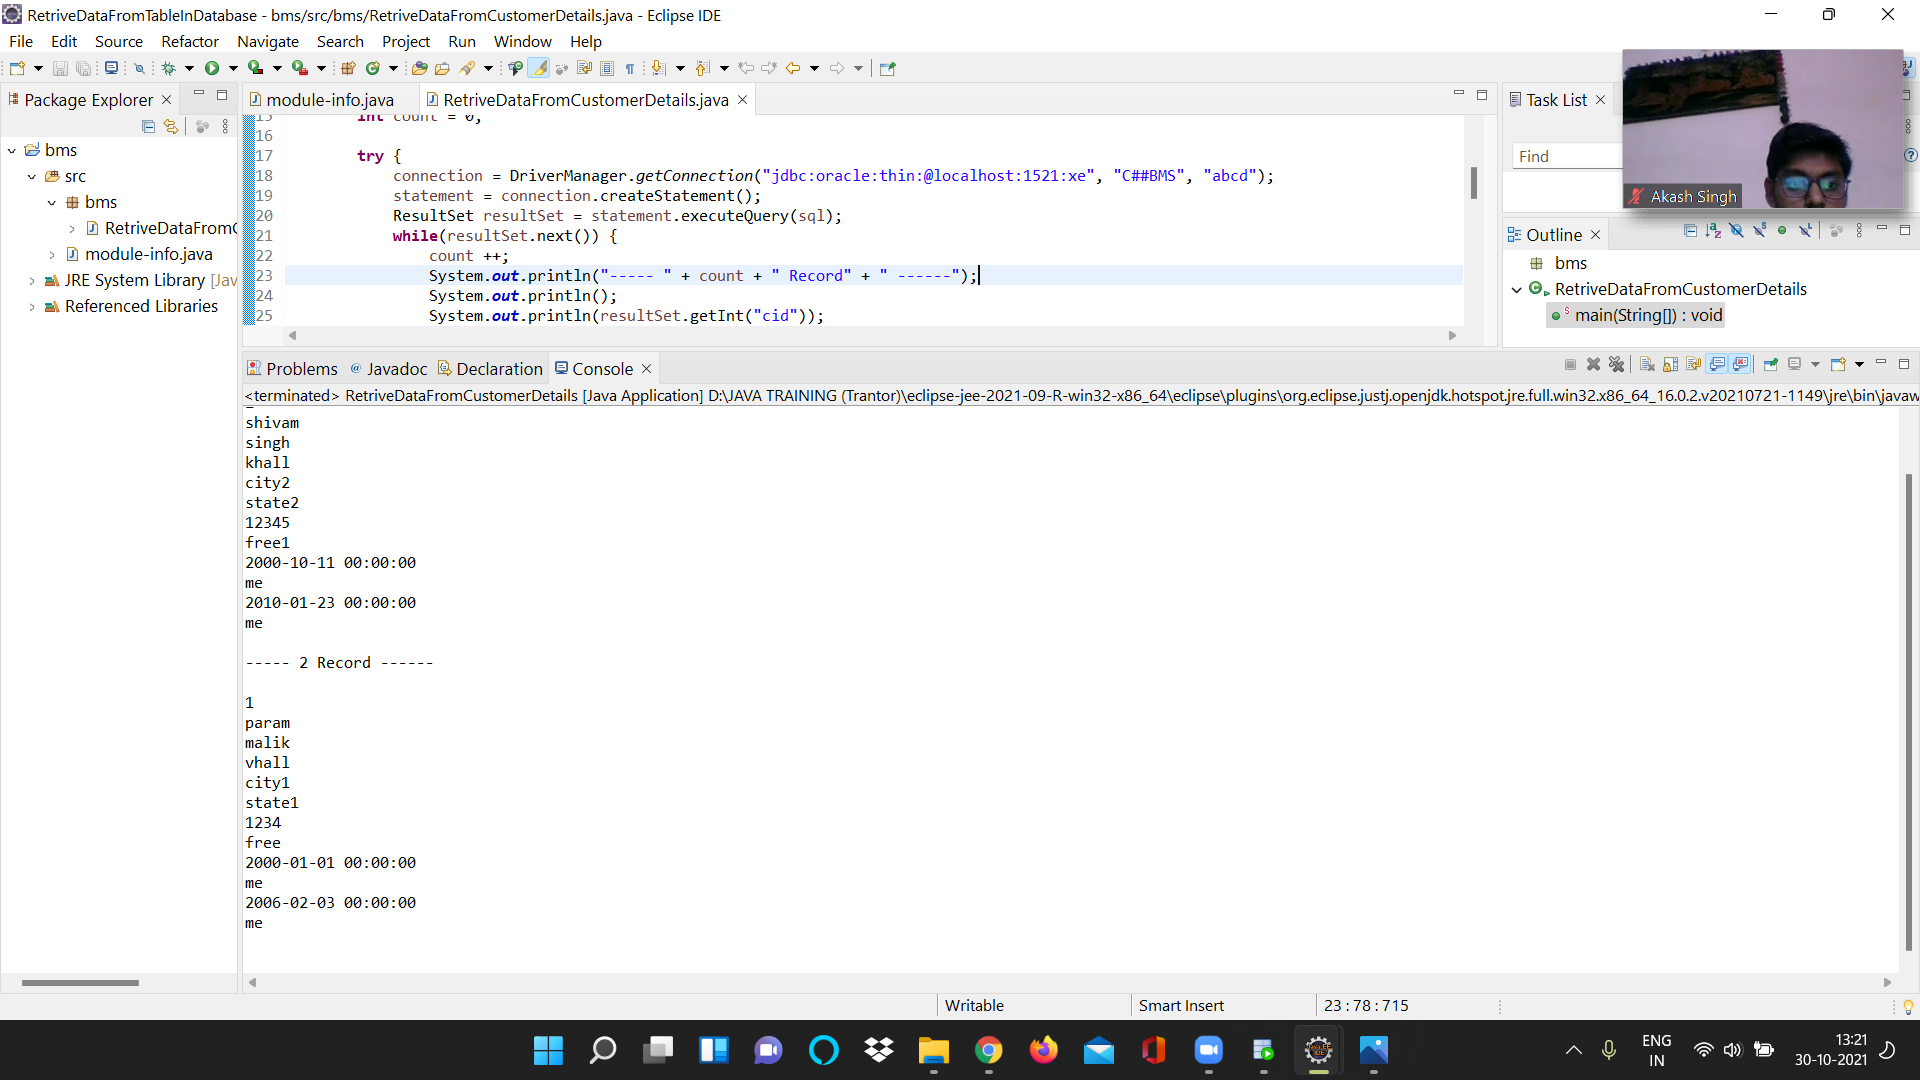 RetriveDataFromTableInDatabase - bms/src/bms/RetriveDataFromCustomerDetails.java - Eclipse IDE
File Edit Source Refactor Navigate Search Project Run Window Help
Package Explorer
bms
src
bms
RetriveDataFrom
module-info.java
JRE System Library [Jav
Referenced Libraries
module-info.java RetriveDataFromCustomerDetails.java
15 int count = 0;
16
17 try {
18 connection = DriverManager.getConnection("jdbc:oracle:thin:@localhost:1521:xe", "C##BMS", "abcd");
19 statement = connection.createStatement();
20 ResultSet resultSet = statement.executeQuery(sql);
21 while(resultSet.next()) {
22 count ++;
23 System.out.println("----- " + count + " Record" + " ------");
24 System.out.println();
25 System.out.println(resultSet.getInt("cid"));
Task List
Find
Akash Singh
Outline
bms
RetriveDataFromCustomerDetails
main(String[]) : void
Problems Javadoc Declaration Console
<terminated> RetriveDataFromCustomerDetails [Java Application] D:\JAVA TRAINING (Trantor)\eclipse-jee-2021-09-R-win32-x86_64\eclipse\plugins\org.eclipse.justj.openjdk.hotspot.jre.full.win32.x86_64_16.0.2.v20210721-1149\jre\bin\javaw
shivam
singh
khall
city2
state2
12345
free1
2000-10-11 00:00:00
me
2010-01-23 00:00:00
me
----- 2 Record ------
1
param
malik
vhall
city1
state1
1234
free
2000-01-01 00:00:00
me
2006-02-03 00:00:00
me
Writable Smart Insert 23 : 78 : 715
ENG
IN
13:21
30-10-2021